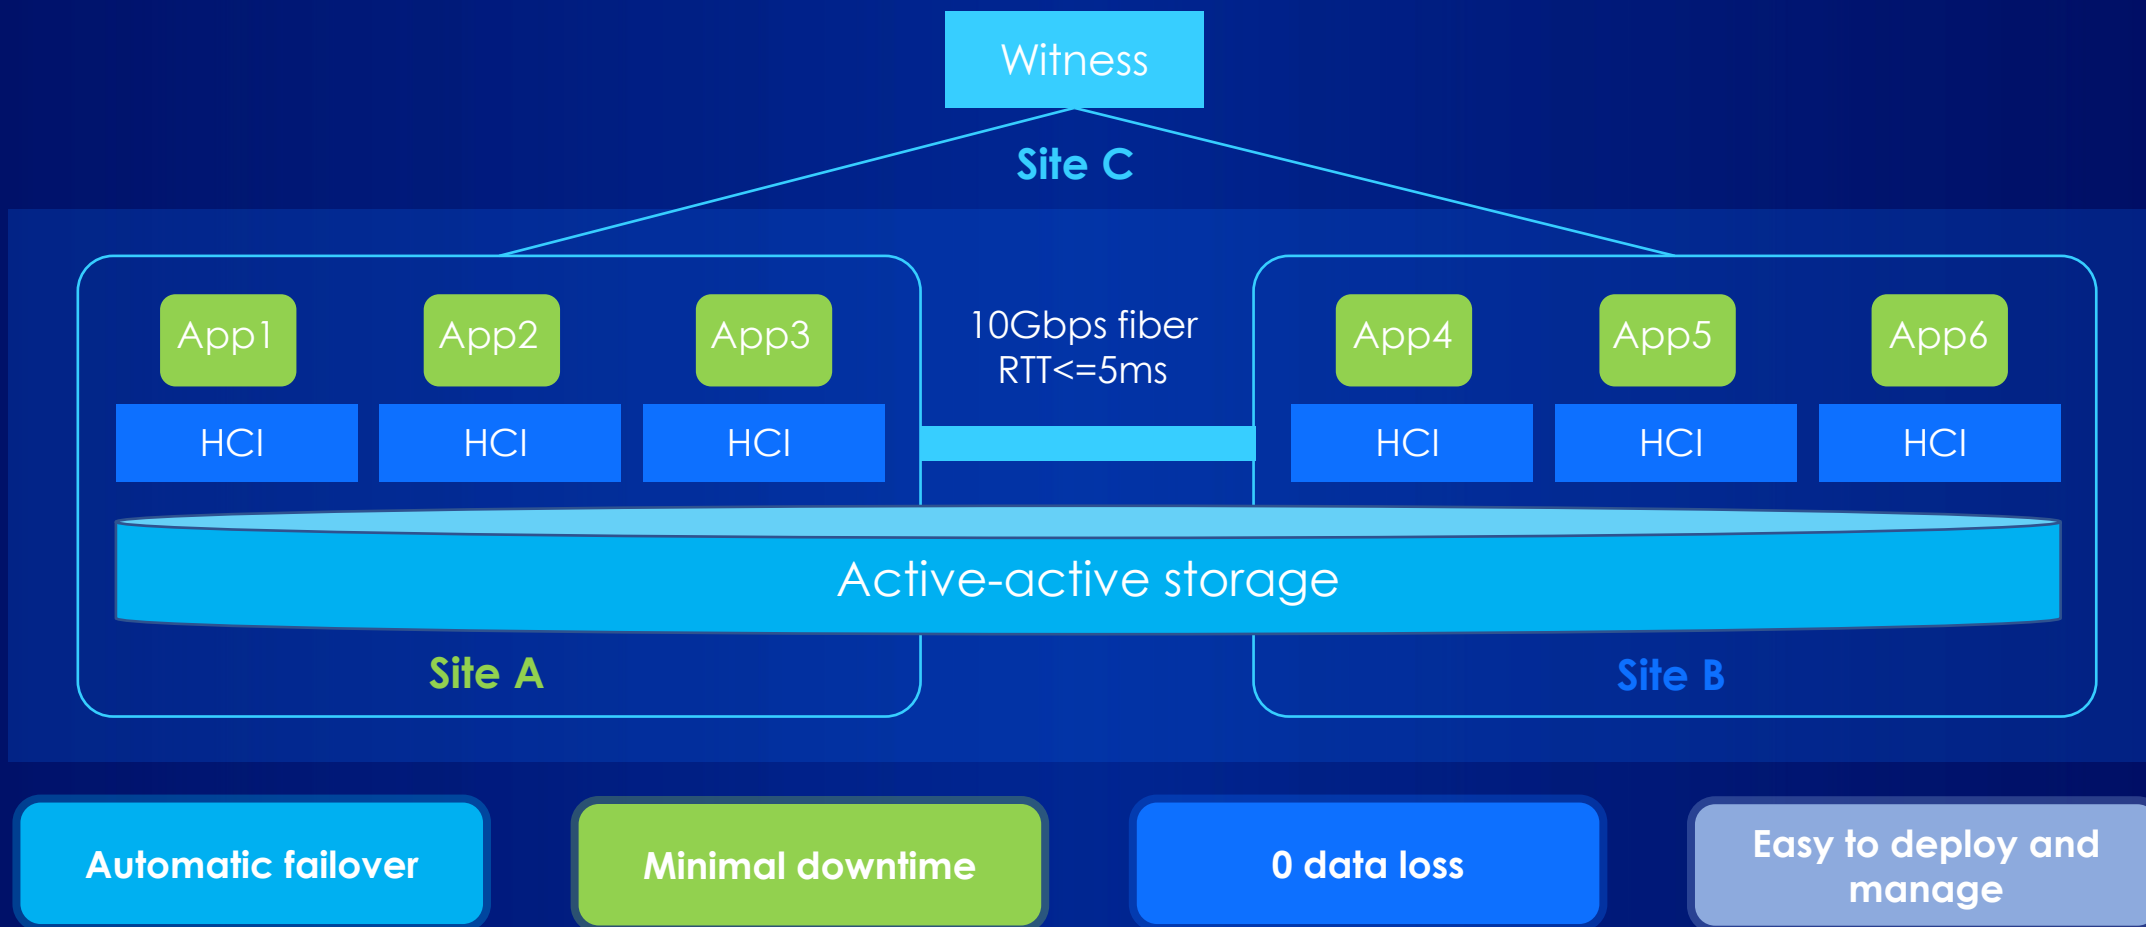 Witness
Site C
App1
App2
App3
10Gbps fiber
RTT<=5ms
App4
App5
App6
HCI
HCI
HCI
HCI
HCI
HCI
Active-active storage
Site A
Site B
Automatic failover
Minimal downtime
0 data loss
Easy to deploy and
manage